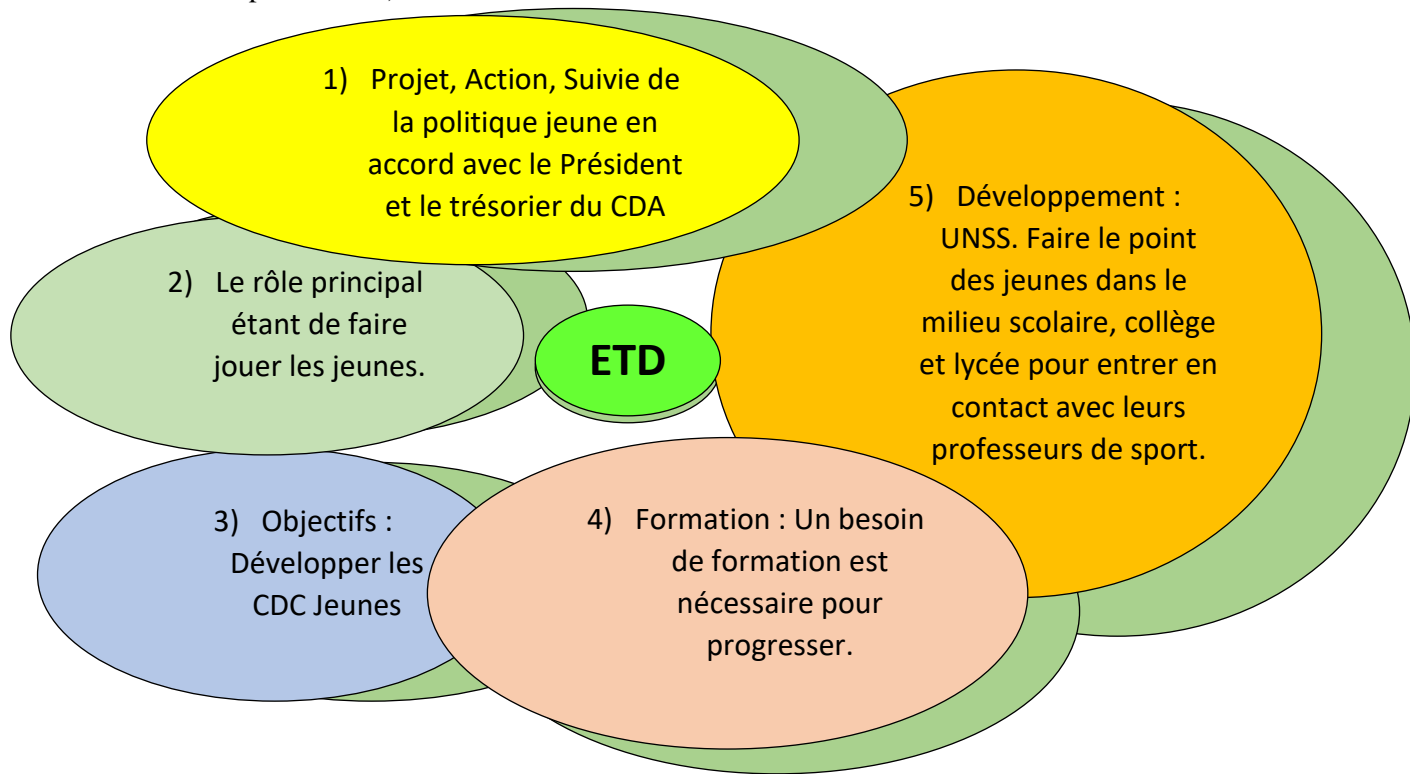 1) Projet, Action, Suivie de
la politique jeune en
accord avec le Président
et le trésorier du CDA
2) Le rôle principal
étant de faire
jouer les jeunes.
ETD
3) Objectifs :
Développer les
CDC Jeunes
4) Formation : Un besoin
de formation est
nécessaire pour
progresser.
5) Développement :
UNSS. Faire le point
des jeunes dans le
milieu scolaire, collège
et lycée pour entrer en
contact avec leurs
professeurs de sport.